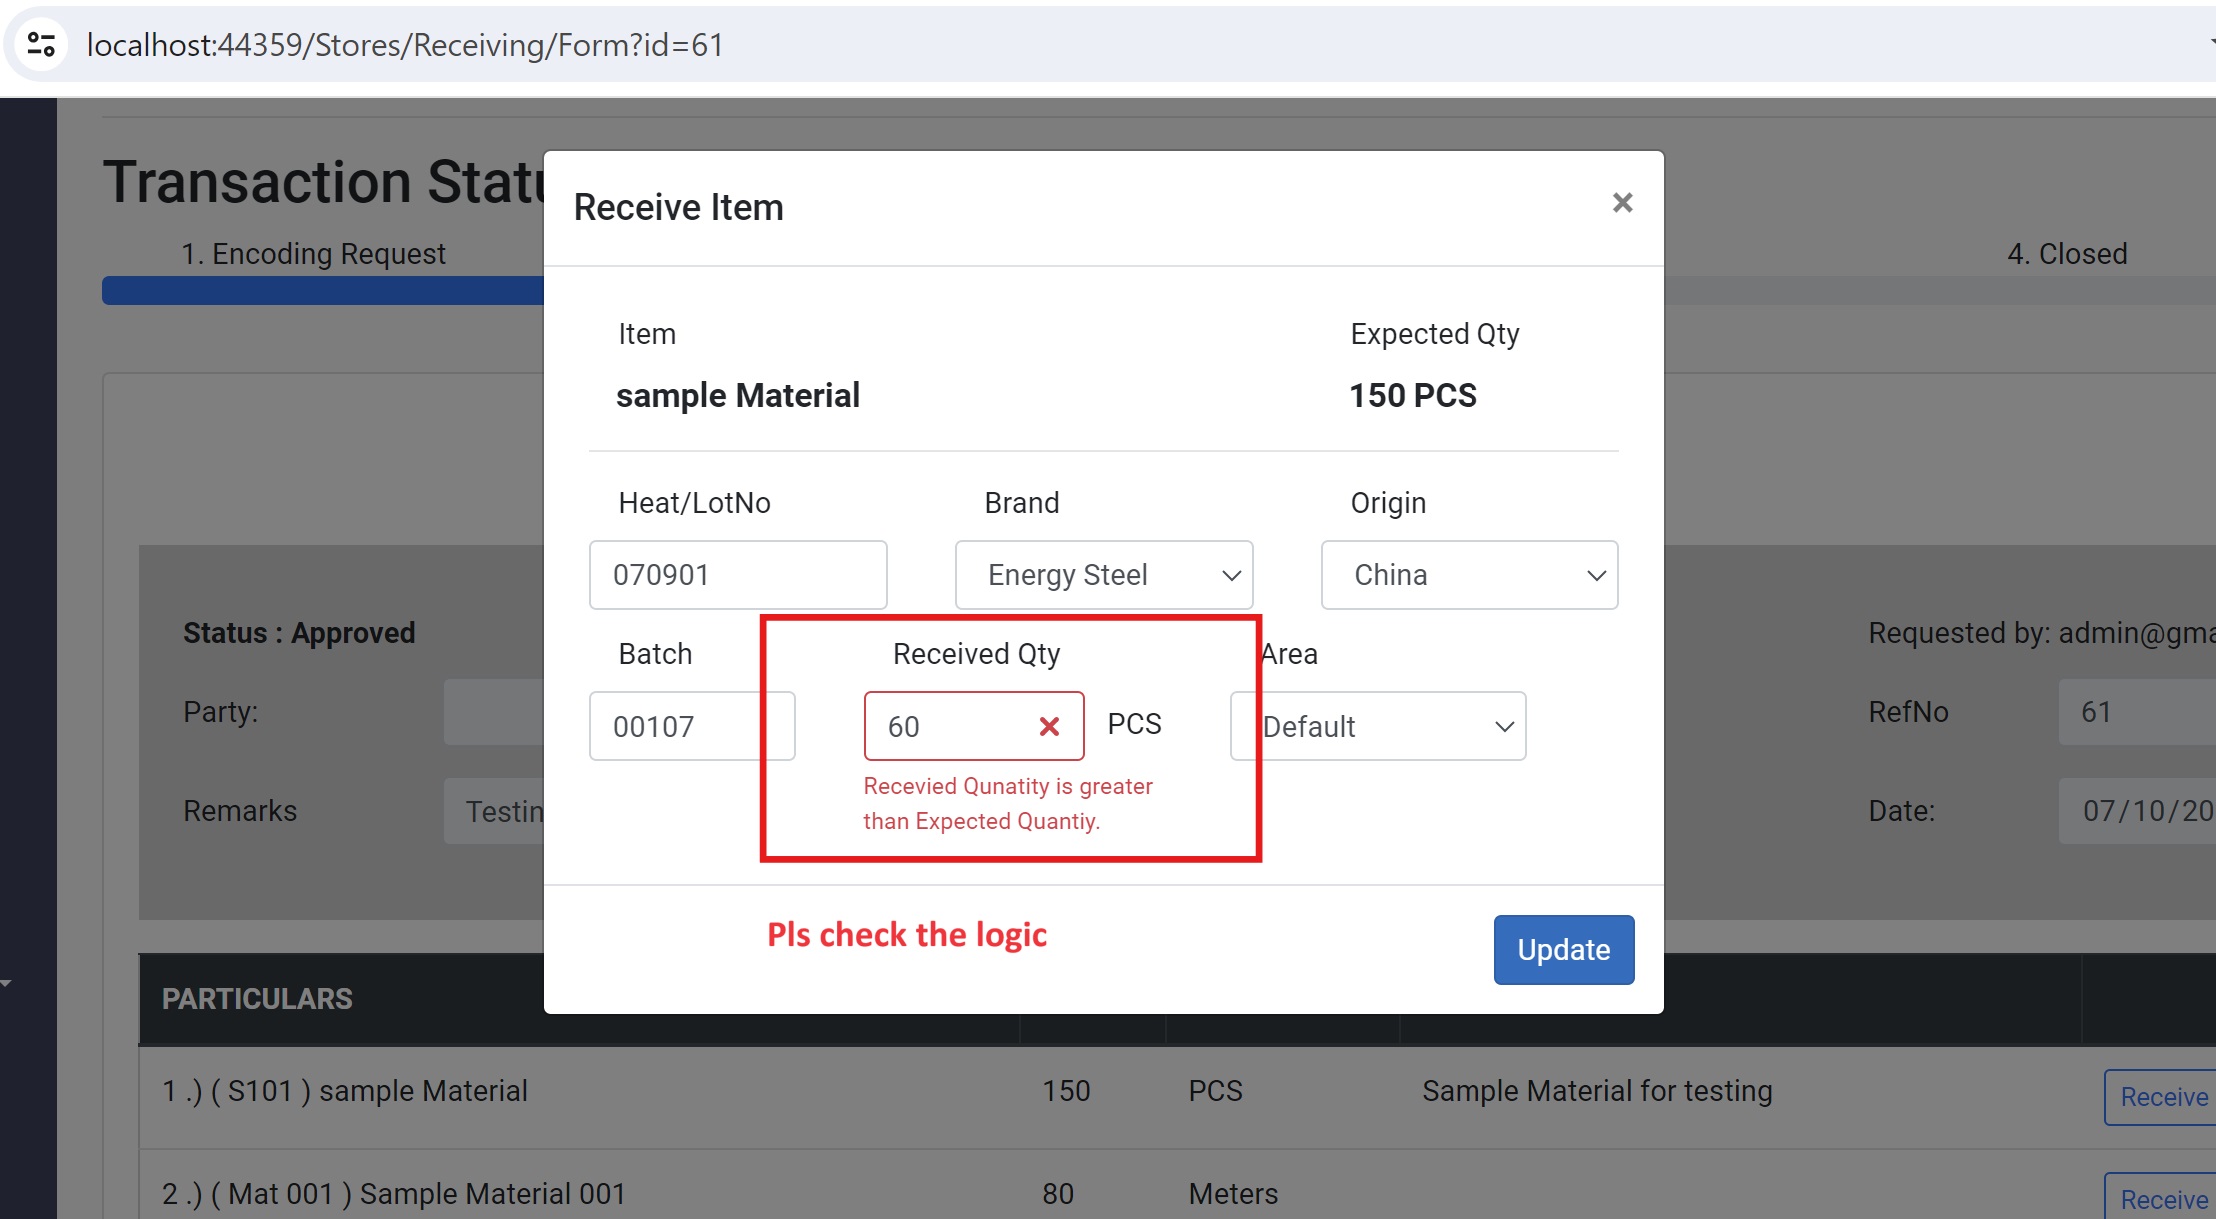 localhost:44359/Stores/Receiving/Form?id=61
Transaction Statu
1. Encoding Request
4. Closed
Receive Item
×
Item
Expected Qty
sample Material
150 PCS
Heat/LotNo
Brand
Origin
070901
Energy Steel
China
Status : Approved
Requested by: admin@gma
Batch
Received Qty
Area
Party:
00107
60
PCS
Default
RefNo
61
Recevied Qunatity is greater
than Expected Quantiy.
Remarks
Testin
Date:
07/10/20
Pls check the logic
Update
PARTICULARS
1 .) ( S101 ) sample Material
150
PCS
Sample Material for testing
Receive
2 .) ( Mat 001 ) Sample Material 001
80
Meters
Receive